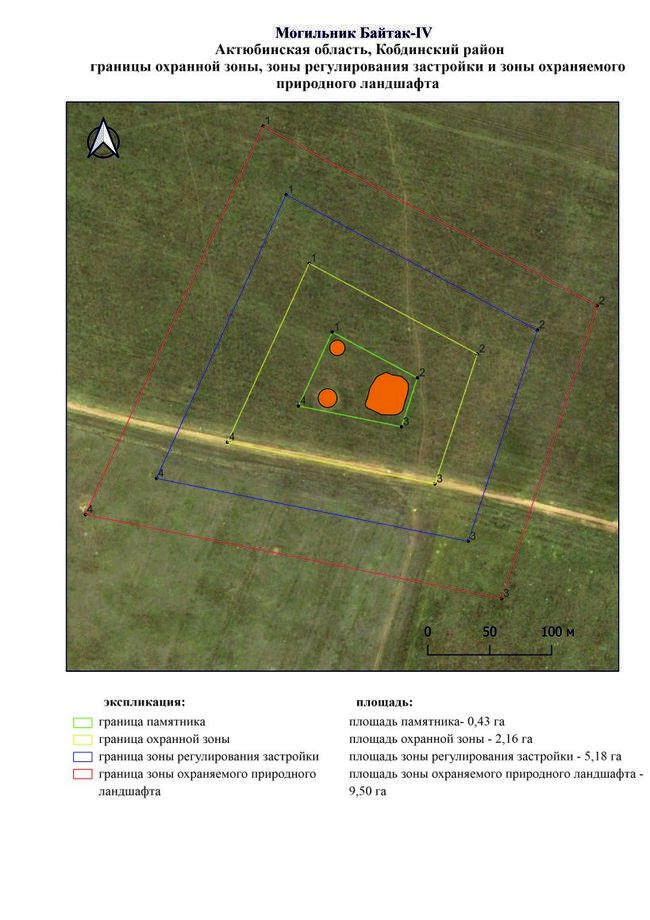 Могильник Байтак-IV
Актюбинская область, Кобдинский район
границы охранной зоны, зоны регулирования застройки и зоны охраняемого
природного ландшафта
1
1
2
1
2
2
1
2
4
3
4
3
4
3
4
3
0 50 100 м
экспликация:
граница памятника
граница охранной зоны
граница зоны регулирования застройки
граница зоны охраняемого природного
ландшафта
площадь:
площадь памятника- 0,43 га
площадь охранной зоны - 2,16 га
площадь зоны регулирования застройки - 5,18 га
площадь зоны охраняемого природного ландшафта -
9,50 га